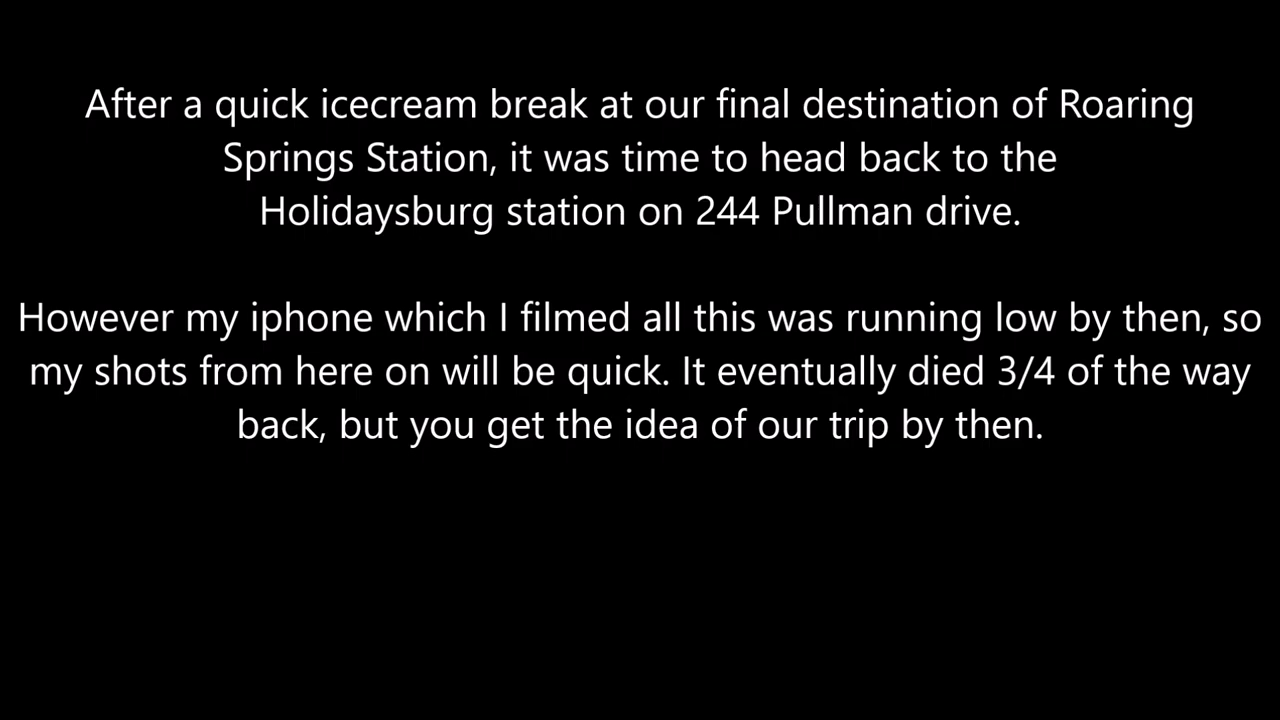 After a quick icecream break at our final destination of Roaring
Springs Station, it was time to head back to the
Holidaysburg station on 244 Pullman drive.
However my iphone which I filmed all this was running low by then, so
my shots from here on will be quick. It eventually died 3/4 of the way
back, but you get the idea of our trip by then.